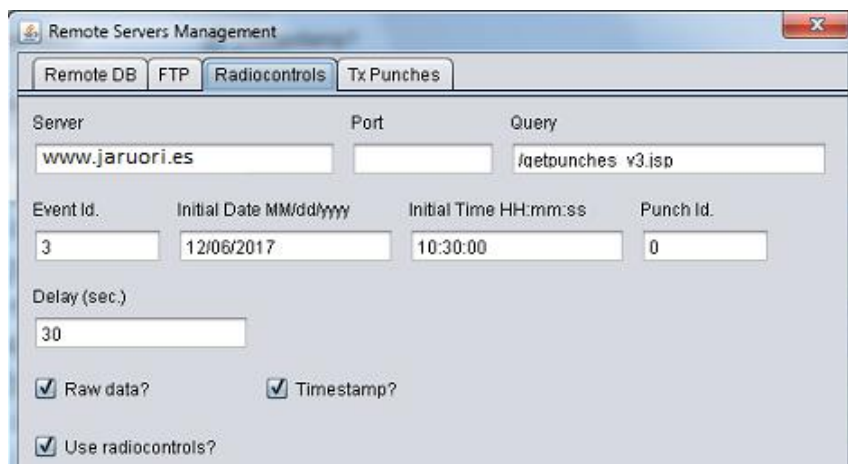 Remote Servers Management
Remote DB FTP Radiocontrols Tx Punches
Server Port Query
www.jaruori.es /getpunches_v3.jsp
Event Id. Initial Date MM/dd/yyyy Initial Time HH:mm:ss Punch Id.
3 12/06/2017 10:30:00 0
Delay (sec.)
30
Raw data? Timestamp?
Use radiocontrols?